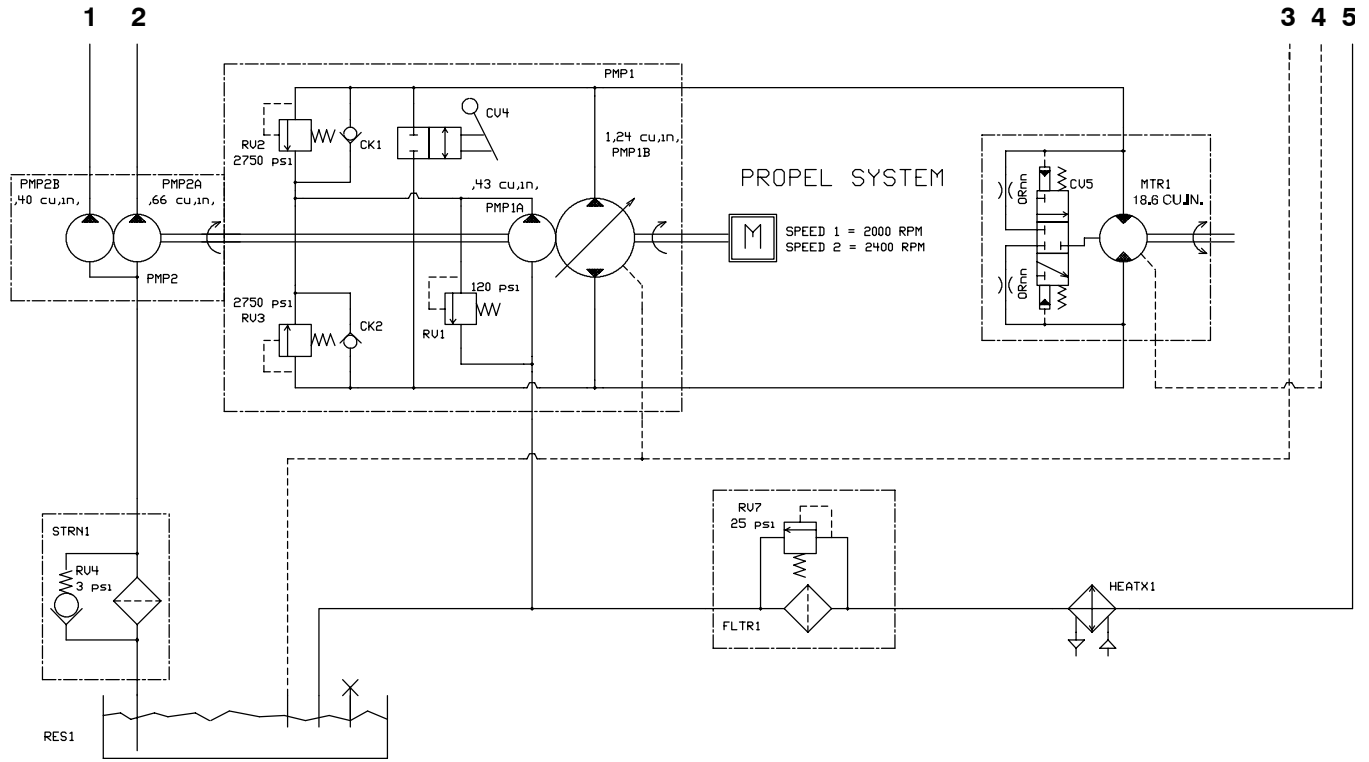 1 2 3 4 5
PMP1
CV4
RV2
2750 psi
CK1
1,24 cu,in,
PMP1B
PMP2B
,40 cu,in,
PMP2A
,66 cu,in,
,43 cu,in,
PMP1A
PROPEL SYSTEM
ORnn
CV5
MTR1
18.6 CU.IN.
M
SPEED 1 = 2000 RPM
SPEED 2 = 2400 RPM
PMP2
2750 psi
RV3
CK2
120 psi
RV1
ORnn
STRN1
RV4
3 psi
RV7
25 psi
FLTR1
HEATX1
RES1